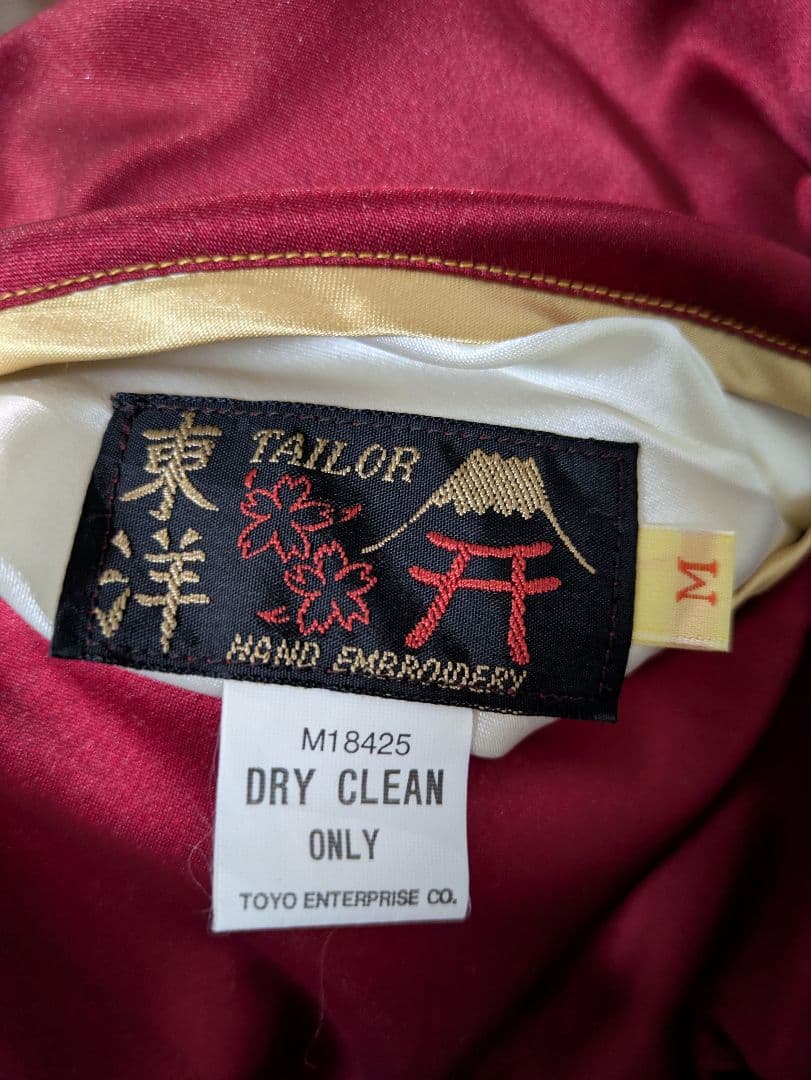 東洋
TAILOR
HAND EMBROIDERY
M
M18425
DRY CLEAN
ONLY
TOYO ENTERPRISE CO.